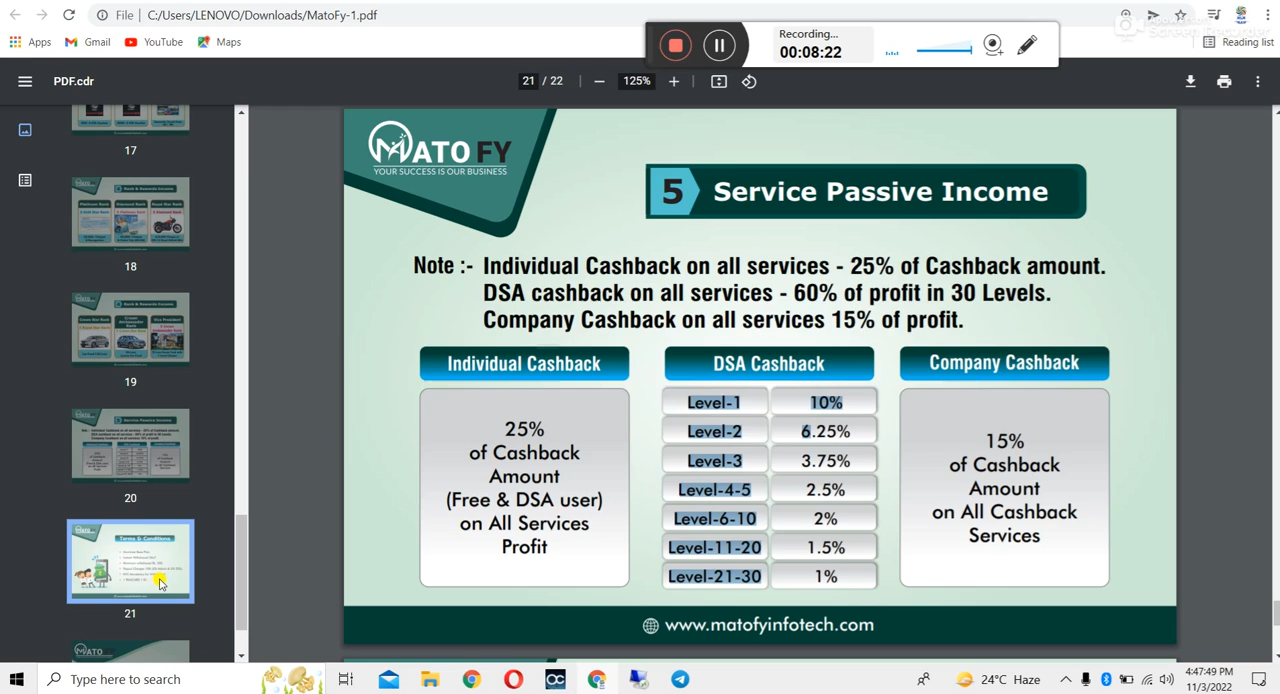 File
C:/Users/LENOVO/Downloads/MatoFy-1.pdf
Apps
Gmail
YouTube
Maps
Reading list
Recording...
00:08:22
PDF.cdr
21 / 22
125%
17
18
19
20
Terms & Conditions
21
MATO FY
YOUR SUCCESS IS OUR BUSINESS
5 Service Passive Income
Note :- Individual Cashback on all services - 25% of Cashback amount.
DSA cashback on all services - 60% of profit in 30 Levels.
Company Cashback on all services 15% of profit.
Individual Cashback
25%
of Cashback
Amount
(Free & DSA user)
on All Services
Profit
DSA Cashback
Level-1 10%
Level-2 6.25%
Level-3 3.75%
Level-4-5 2.5%
Level-6-10 2%
Level-11-20 1.5%
Level-21-30 1%
Company Cashback
15%
of Cashback
Amount
on All Cashback
Services
www.matofyinfotech.com
Type here to search
24°C Haze
4:47:49 PM
11/3/2022